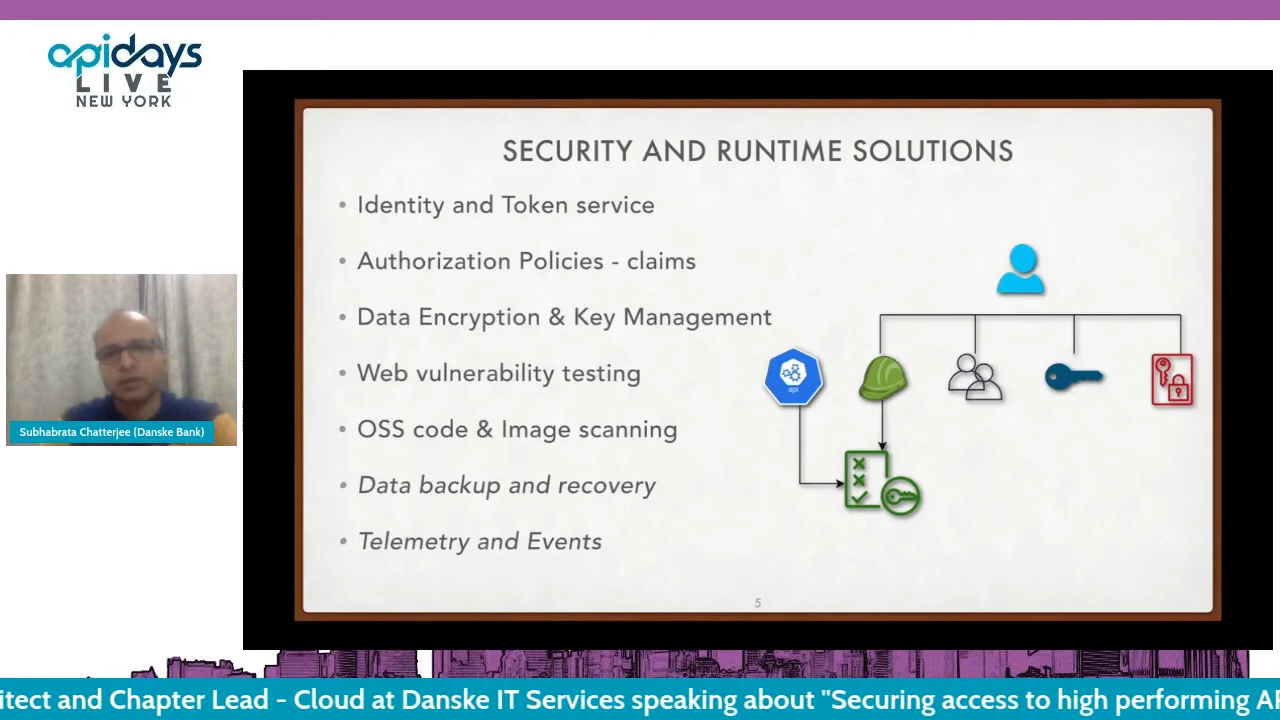 apidays
LIVE
NEW YORK
SECURITY AND RUNTIME SOLUTIONS
• Identity and Token service
• Authorization Policies - claims
• Data Encryption & Key Management
• Web vulnerability testing
• OSS code & Image scanning
• Data backup and recovery
• Telemetry and Events
api
5
Subhabrata Chatterjee (Danske Bank)
itect and Chapter Lead - Cloud at Danske IT Services speaking about "Securing access to high performing AP